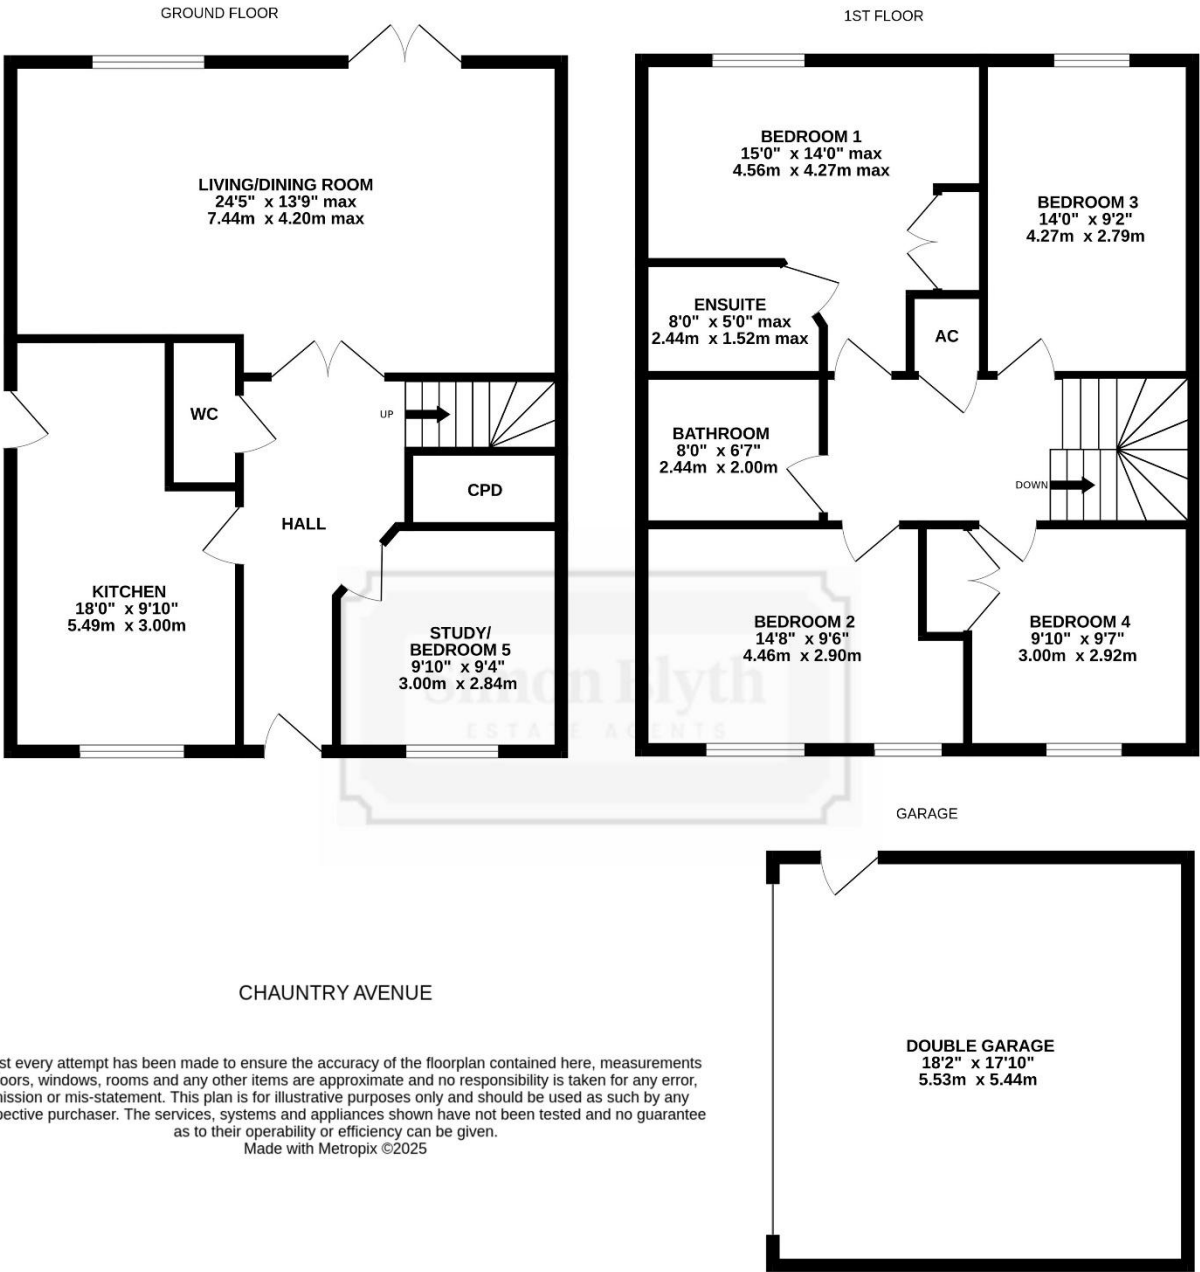 GROUND FLOOR
LIVING/DINING ROOM
24'5" x 13'9" max
7.44m x 4.20m max
WC
UP
CPD
HALL
KITCHEN
18'0" x 9'10"
5.49m x 3.00m
STUDY/
BEDROOM 5
9'10" x 9'4"
3.00m x 2.84m
1ST FLOOR
BEDROOM 1
15'0" x 14'0" max
4.56m x 4.27m max
BEDROOM 3
14'0" x 9'2"
4.27m x 2.79m
ENSUITE
8'0" x 5'0" max
2.44m x 1.52m max
AC
BATHROOM
8'0" x 6'7"
2.44m x 2.00m
DOWN
BEDROOM 2
14'8" x 9'6"
4.46m x 2.90m
BEDROOM 4
9'10" x 9'7"
3.00m x 2.92m
Simon Blyth
ESTATE AGENTS
GARAGE
DOUBLE GARAGE
18'2" x 17'10"
5.53m x 5.44m
CHAUNTRY AVENUE
st every attempt has been made to ensure the accuracy of the floorplan contained here, measurements
oors, windows, rooms and any other items are approximate and no responsibility is taken for any error,
ission or mis-statement. This plan is for illustrative purposes only and should be used as such by any
pective purchaser. The services, systems and appliances shown have not been tested and no guarantee
as to their operability or efficiency can be given.
Made with Metropix ©2025